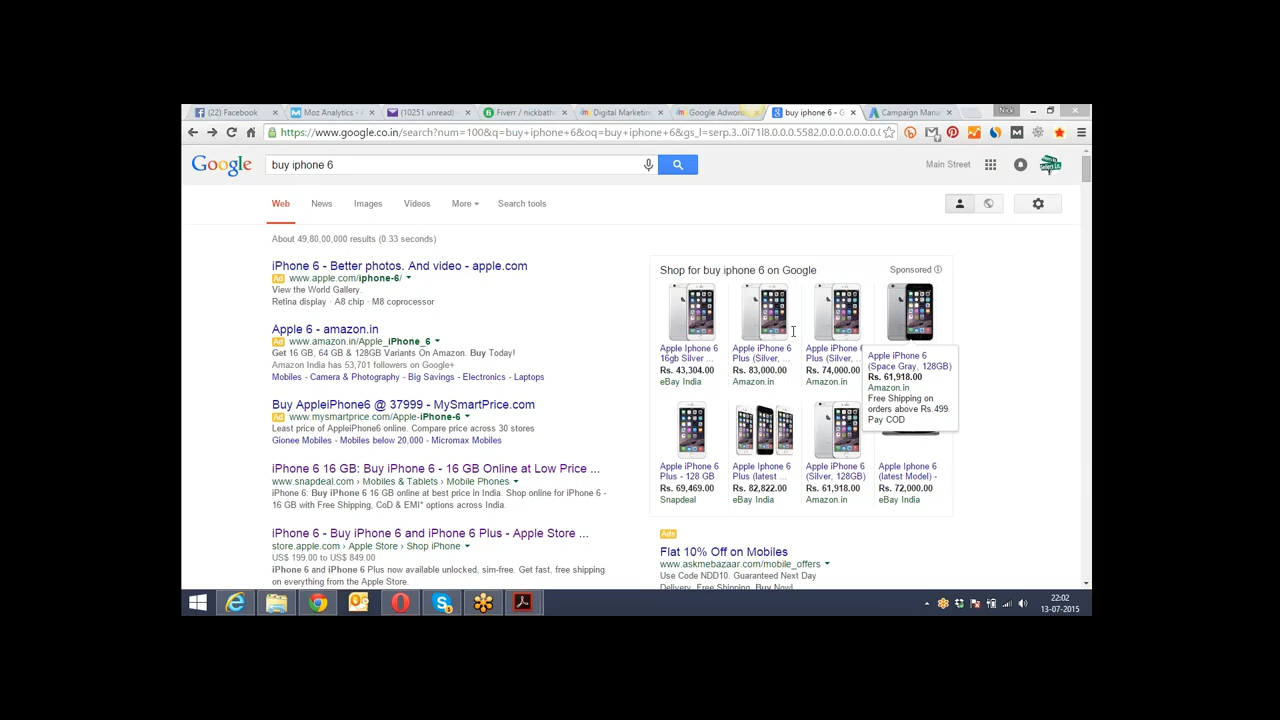 (22) Facebook
Moz Analytics -
(10251 unread) -
Fiverr / nickbath
Digital Marketin
Google Adword
buy iphone 6 - G
Campaign Mana
Nick
https://www.google.co.in/search?num=100&q=buy+iphone+6&oq=buy+iphone+6&gs_l=serp.3..0i7l8.0.0.0.5582.0.0.0.0.0.0.0.0.
Google
buy iphone 6
Main Street
Web News Images Videos More Search tools
About 49,80,00,000 results (0.33 seconds)
iPhone 6 - Better photos. And video - apple.com
Ad www.apple.com/iphone-6/
View the World Gallery.
Retina display · A8 chip · M8 coprocessor
Apple 6 - amazon.in
Ad www.amazon.in/Apple_iPhone_6
Get 16 GB, 64 GB & 128GB Variants On Amazon. Buy Today!
Amazon India has 53,701 followers on Google+
Mobiles - Camera & Photography - Big Savings - Electronics - Laptops
Buy AppleiPhone6 @ 37999 - MySmartPrice.com
Ad www.mysmartprice.com/Apple-iPhone-6
Least price of AppleiPhone6 online. Compare price across 30 stores
Gionee Mobiles - Mobiles below 20,000 - Micromax Mobiles
iPhone 6 16 GB: Buy iPhone 6 - 16 GB Online at Low Price ...
www.snapdeal.com › Mobiles & Tablets › Mobile Phones
iPhone 6: Buy iPhone 6 16 GB online at best price in India. Shop online for iPhone 6 -
16 GB with Free Shipping, CoD & EMI* options across India.
iPhone 6 - Buy iPhone 6 and iPhone 6 Plus - Apple Store ...
store.apple.com › Apple Store › Shop iPhone
US$ 199.00 to US$ 849.00
iPhone 6 and iPhone 6 Plus now available unlocked, sim-free. Get fast, free shipping
on everything from the Apple Store.
Shop for buy iphone 6 on Google
Sponsored
Apple Iphone 6
16gb Silver ...
Rs. 43,304.00
eBay India
Apple iPhone 6
Plus (Silver, ...
Rs. 83,000.00
Amazon.in
Apple iPhone 6
Plus (Silver, ...
Rs. 74,000.00
Amazon.in
Apple iPhone 6
(Space Gray, 128GB)
Rs. 61,918.00
Amazon.in
Free Shipping on
orders above Rs.499.
Pay COD
Apple iPhone 6
Plus - 128 GB
Rs. 69,469.00
Snapdeal
Apple Iphone 6
Plus (latest ...
Rs. 82,822.00
eBay India
Apple iPhone 6
(Silver, 128GB)
Rs. 61,918.00
Amazon.in
Apple Iphone 6
(latest Model) -
Rs. 72,000.00
eBay India
Ads
Flat 10% Off on Mobiles
www.askmebazaar.com/mobile_offers
Use Code NDD10. Guaranteed Next Day
Delivery. Free Shipping. Buy Now!
22:02
13-07-2015